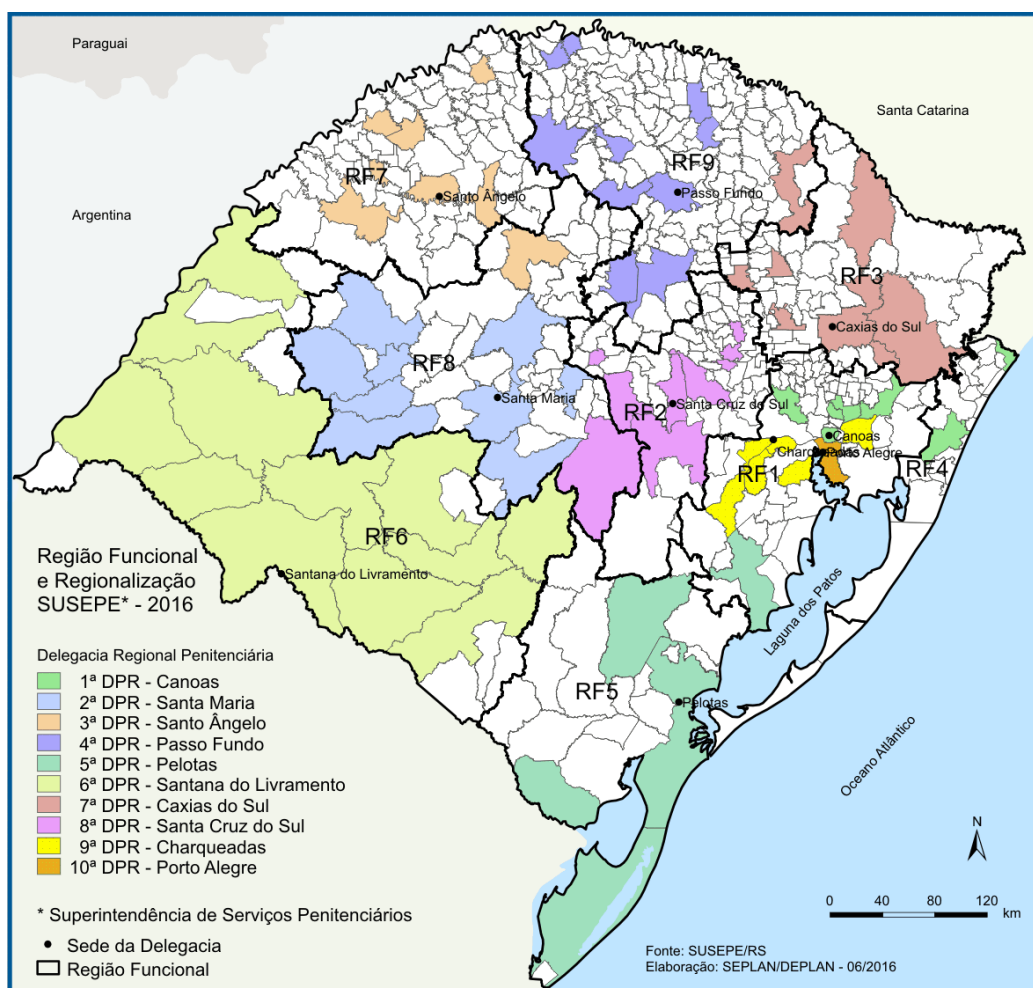 Paraguai
Santa Catarina
Argentina
RF7
Santo Ângelo
RF9
Passo Fundo
RF3
Caxias do Sul
RF8
Santa Maria
RF2
Santa Cruz do Sul
Canoas
Charqueadas
Porto Alegre
RF1
RF4
RF6
Santana do Livramento
RF5
Pelotas
Laguna dos Patos
Oceano Atlântico
Região Funcional
e Regionalização
SUSEPE* - 2016
Delegacia Regional Penitenciária
1ª DPR - Canoas
2ª DPR - Santa Maria
3ª DPR - Santo Ângelo
4ª DPR - Passo Fundo
5ª DPR - Pelotas
6ª DPR - Santana do Livramento
7ª DPR - Caxias do Sul
8ª DPR - Santa Cruz do Sul
9ª DPR - Charqueadas
10ª DPR - Porto Alegre
* Superintendência de Serviços Penitenciários
Sede da Delegacia
Região Funcional
N
0 40 80 120
km
Fonte: SUSEPE/RS
Elaboração: SEPLAN/DEPLAN - 06/2016